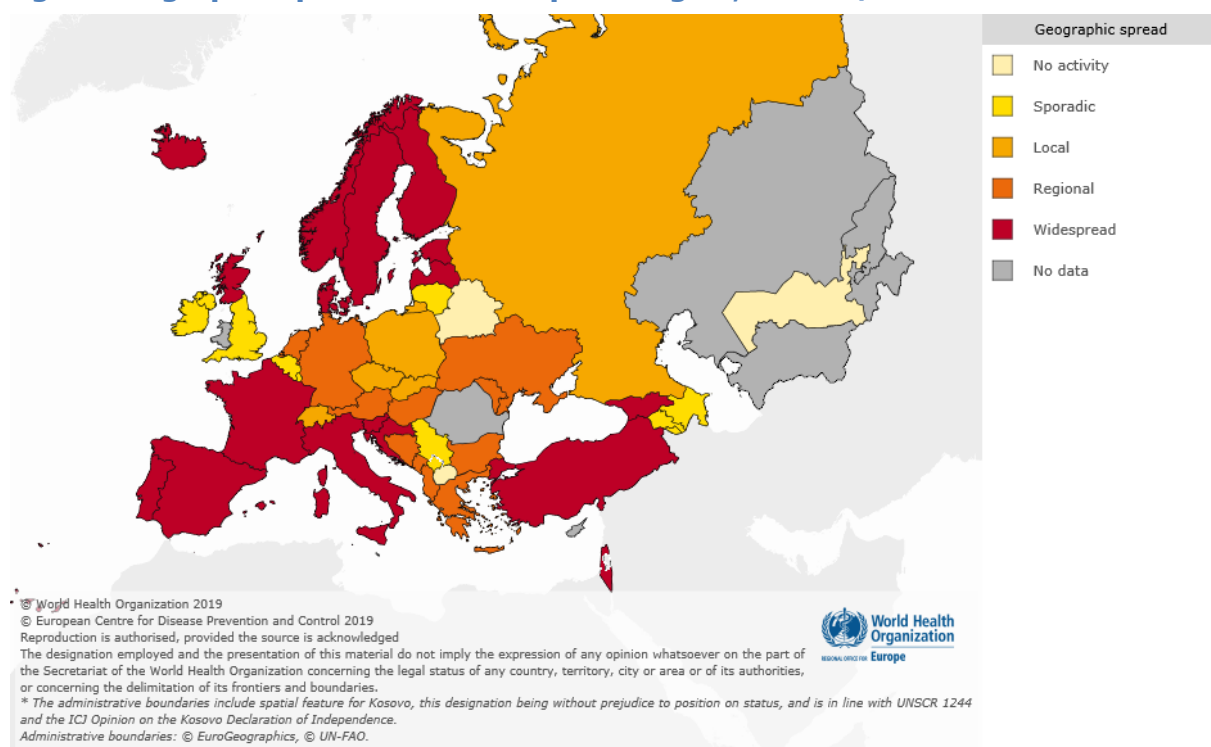 Geographic spread
No activity
Sporadic
Local
Regional
Widespread
No data
© World Health Organization 2019
© European Centre for Disease Prevention and Control 2019
Reproduction is authorised, provided the source is acknowledged
The designation employed and the presentation of this material do not imply the expression of any opinion whatsoever on the part of
the Secretariat of the World Health Organization concerning the legal status of any country, territory, city or area or of its authorities,
or concerning the delimitation of its frontiers and boundaries.
* The administrative boundaries include spatial feature for Kosovo, this designation being without prejudice to position on status, and is in line with UNSCR 1244
and the ICJ Opinion on the Kosovo Declaration of Independence.
Administrative boundaries: © EuroGeographics, © UN-FAO.
World Health
Organization
REGIONAL OFFICE FOR Europe